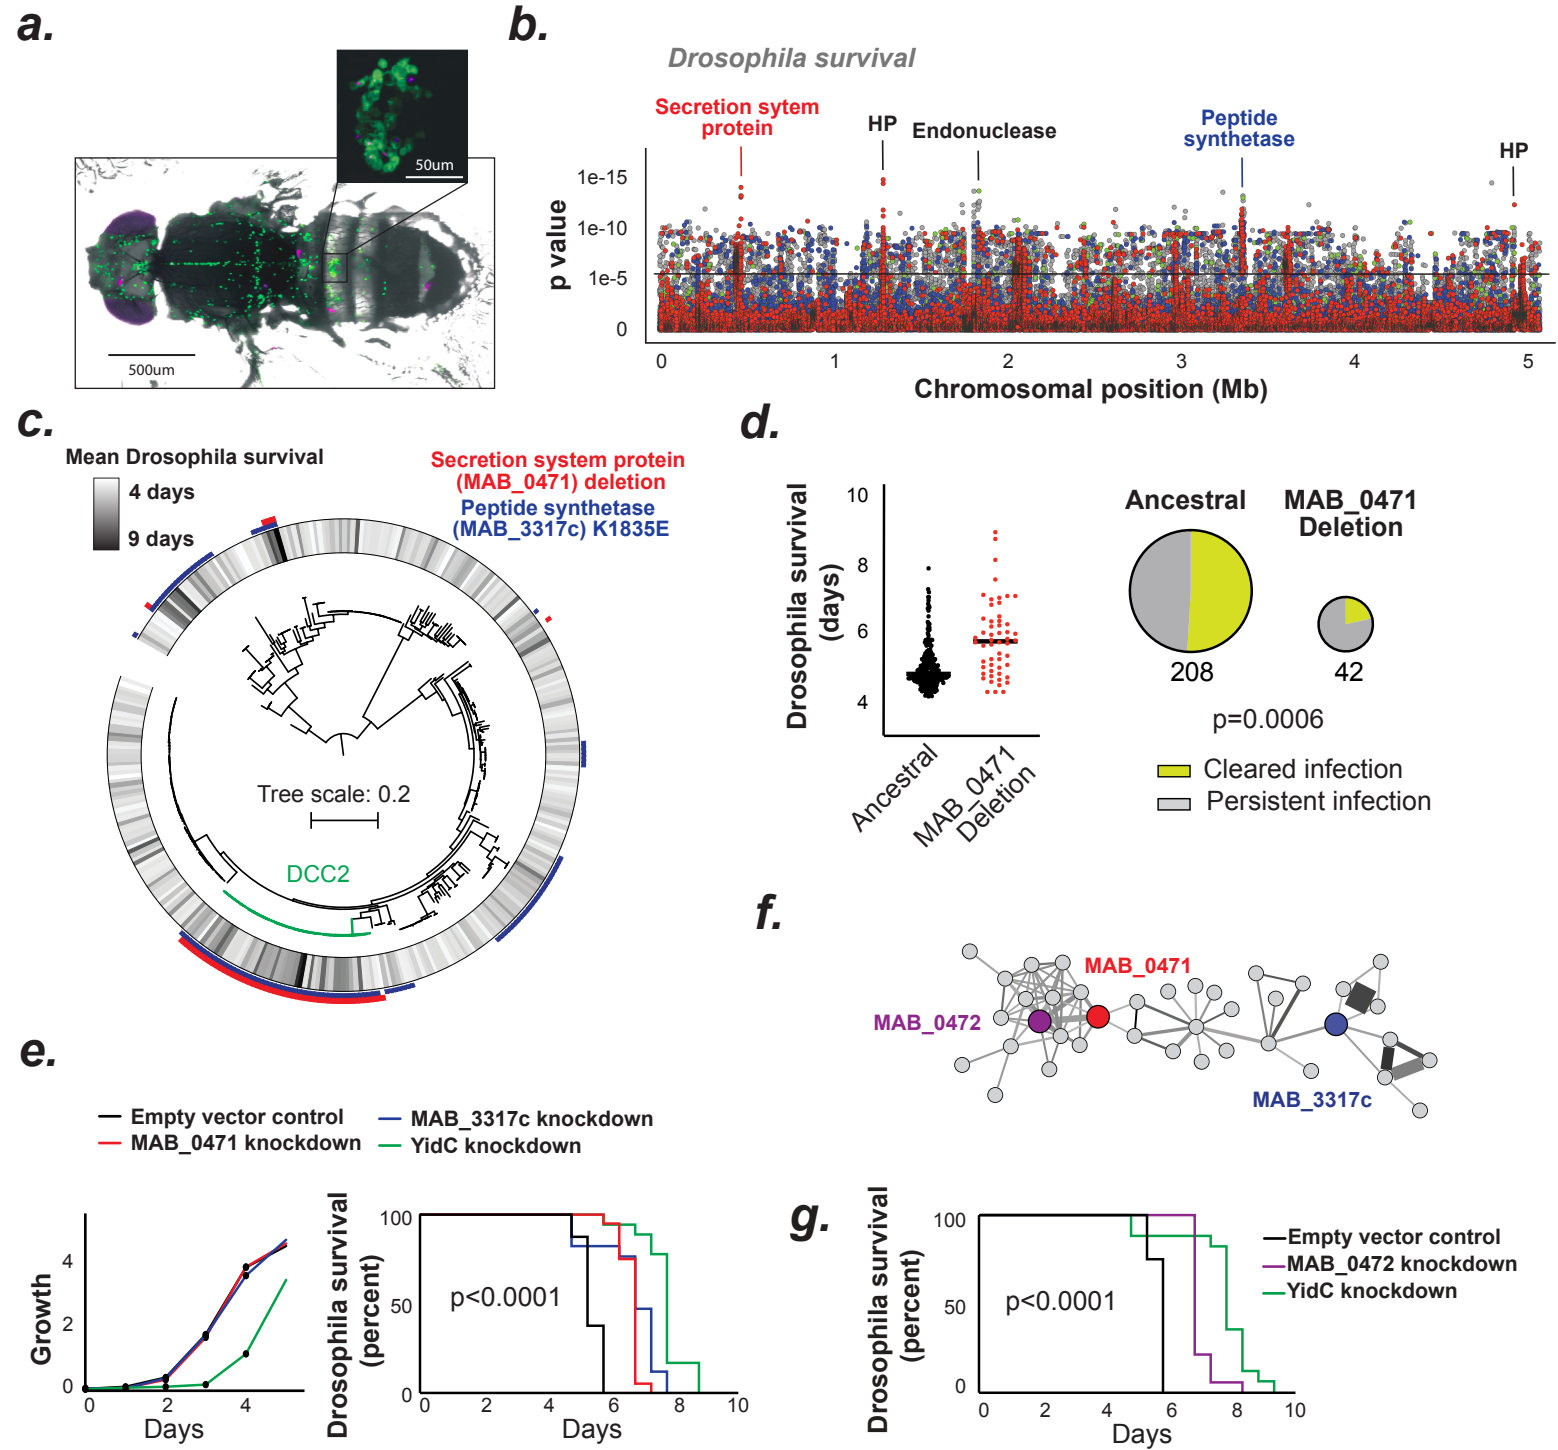 a.
50um
500um
b.
Drosophila survival
Secretion sytem
protein
HP
Endonuclease
Peptide
synthetase
HP
p value
1e-15
1e-10
1e-5
0
0 1 2 3 4 5
Chromosomal position (Mb)
c.
Mean Drosophila survival
4 days
9 days
Secretion system protein
(MAB_0471) deletion
Peptide synthetase
(MAB_3317c) K1835E
Tree scale: 0.2
DCC2
d.
Drosophila survival
(days)
10
8
6
4
Ancestral
MAB_0471
Deletion
Ancestral
MAB_0471
Deletion
208
42
p=0.0006
Cleared infection
Persistent infection
e.
Empty vector control
MAB_0471 knockdown
MAB_3317c knockdown
YidC knockdown
Growth
4
2
0
0 2 4
Days
Drosophila survival
(percent)
100
50
0
p<0.0001
0 2 4 6 8 10
Days
f.
MAB_0471
MAB_0472
MAB_3317c
g.
Drosophila survival
(percent)
100
50
0
p<0.0001
0 2 4 6 8 10
Days
Empty vector control
MAB_0472 knockdown
YidC knockdown